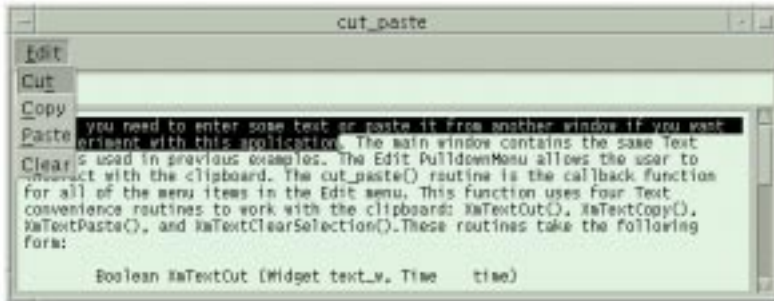 cut_paste
Edit
Cut
Copy
Paste
Clear
you need to enter some text or paste it from another window if you want
eriment with this application. The main window contains the same Text
s used in previous examples. The Edit PulldownMenu allows the user to
ct with the clipboard. The cut_paste() routine is the callback function
for all of the menu items in the Edit menu. This function uses four Text
convenience routines to work with the clipboard: XmTextCut(), XmTextCopy(),
XmTextPaste(), and XmTextClearSelection().These routines take the following
form:
Boolean XmTextCut (Widget text_w, Time    time)